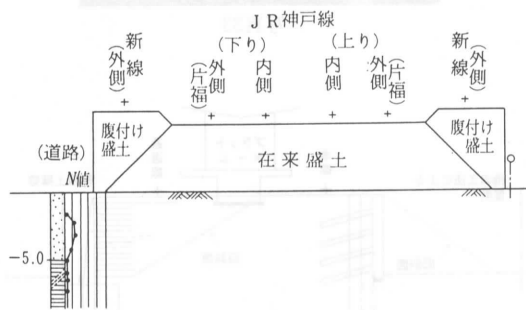 JR神戸線
新線(外側)
(下り)
(片福)
外側
内側
(上り)
内側
外側
(片福)
新線(外側)
腹付け
盛土
在来盛土
腹付け
盛土
(道路)
N値
-5.0